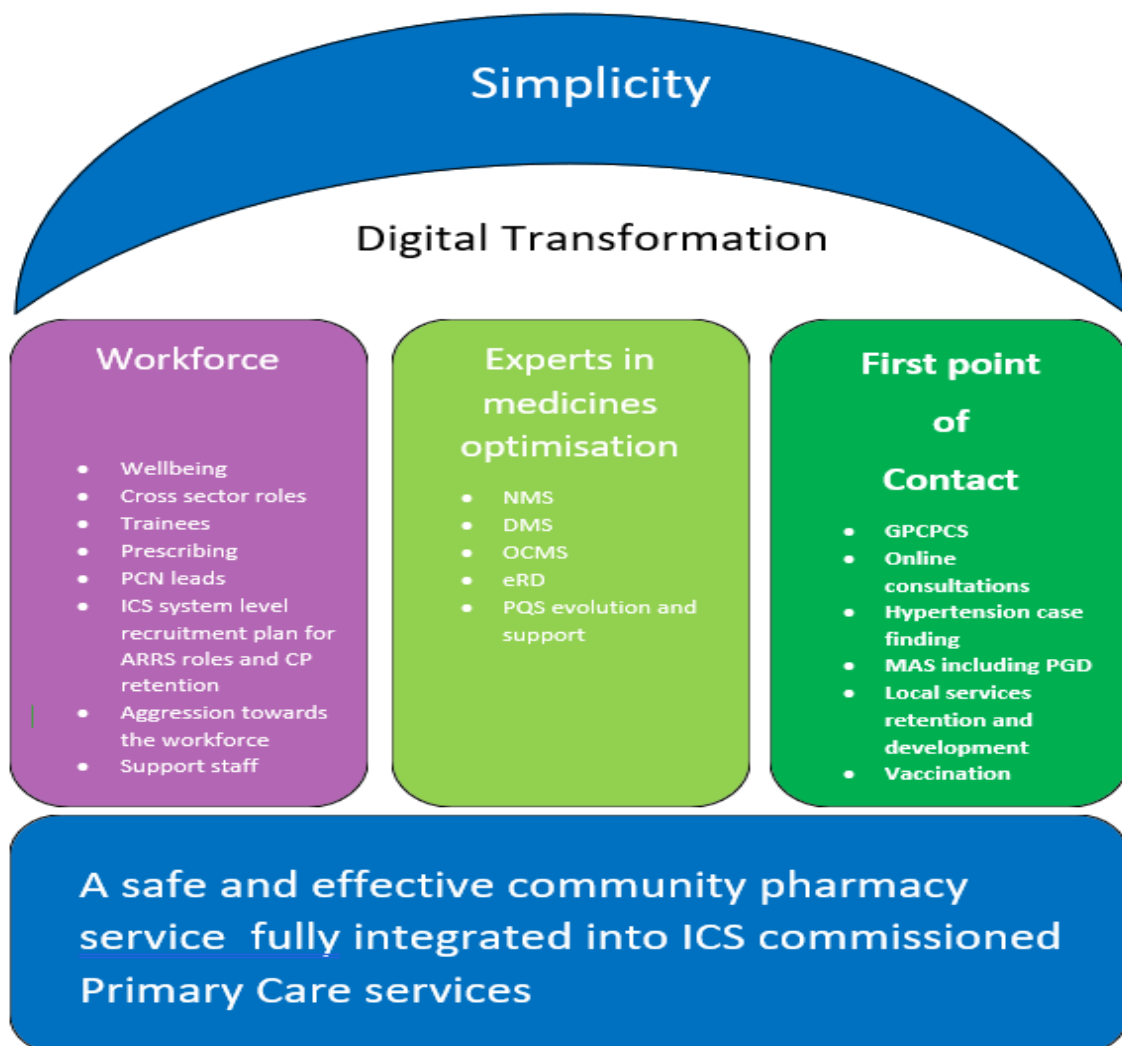 Simplicity
Digital Transformation
Workforce
• Wellbeing
• Cross sector roles
• Trainees
• Prescribing
• PCN leads
• ICS system level
recruitment plan for
ARRS roles and CP
retention
• Aggression towards
the workforce
• Support staff
Experts in
medicines
optimisation
• NMS
• DMS
• OCMS
• eRD
• PQS evolution and
support
First point
of
Contact
• GPCPCS
• Online
consultations
• Hypertension case
finding
• MAS including PGD
• Local services
retention and
development
• Vaccination
A safe and effective community pharmacy
service fully integrated into ICS commissioned
Primary Care services